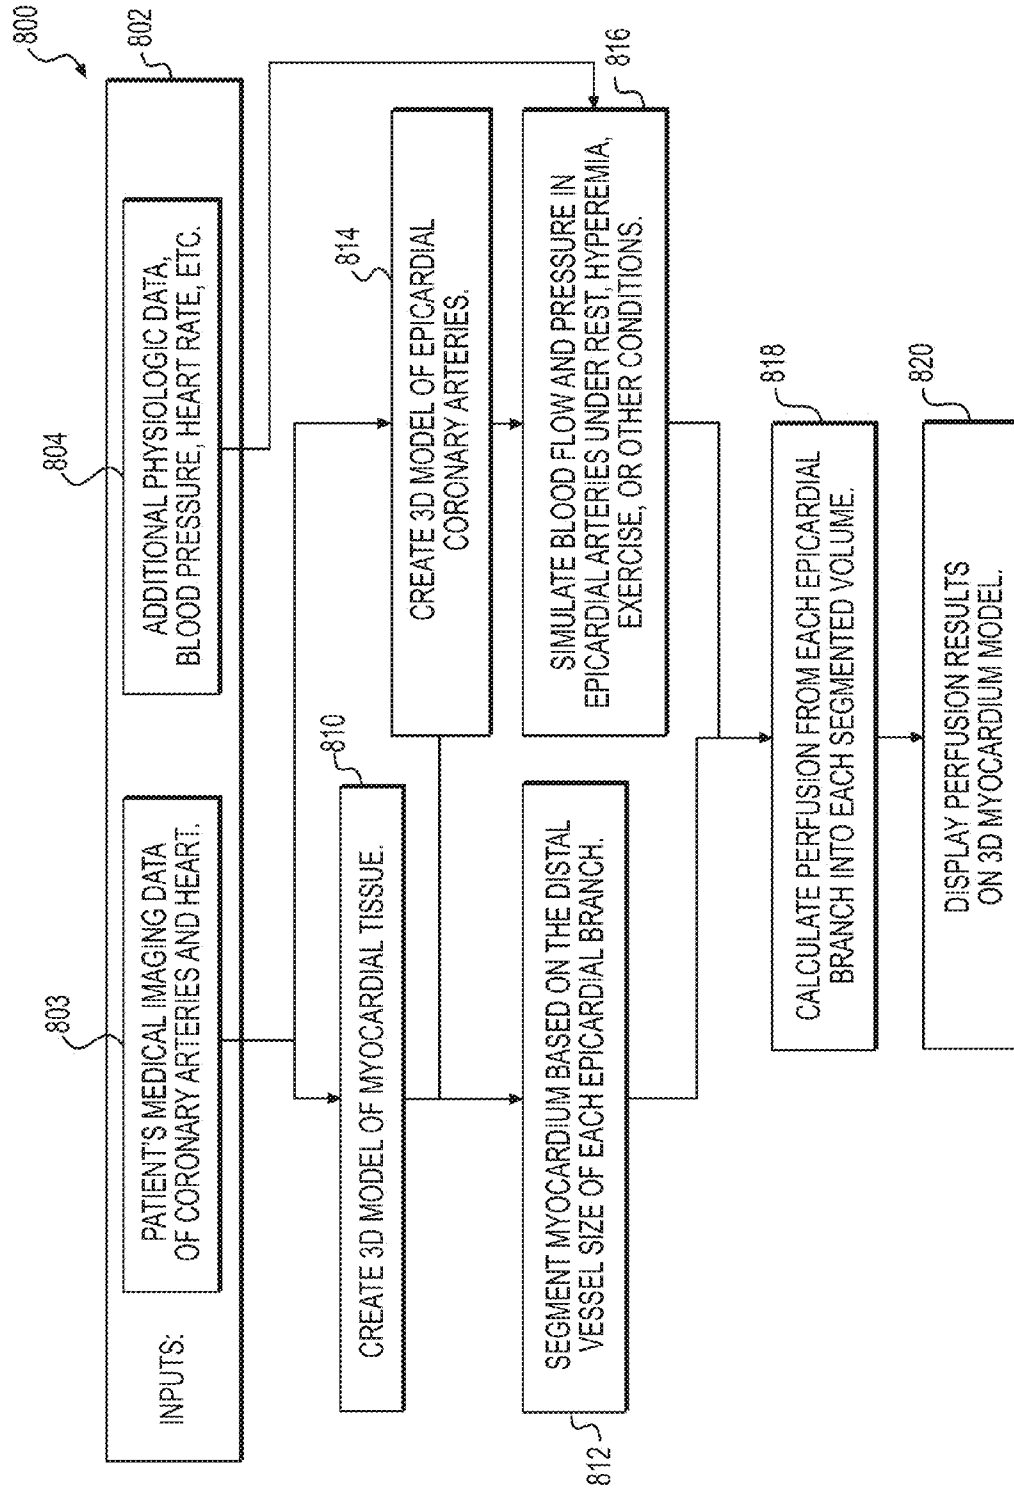 800
802
INPUTS:
803
PATIENT'S MEDICAL IMAGING DATA
OF CORONARY ARTERIES AND HEART.
804
ADDITIONAL PHYSIOLOGIC DATA,
BLOOD PRESSURE, HEART RATE, ETC.
810
CREATE 3D MODEL OF MYOCARDIAL TISSUE.
814
CREATE 3D MODEL OF EPICARDIAL
CORONARY ARTERIES.
812
SEGMENT MYOCARDIUM BASED ON THE DISTAL
VESSEL SIZE OF EACH EPICARDIAL BRANCH.
816
SIMULATE BLOOD FLOW AND PRESSURE IN
EPICARDIAL ARTERIES UNDER REST, HYPEREMIA,
EXERCISE, OR OTHER CONDITIONS.
818
CALCULATE PERFUSION FROM EACH EPICARDIAL
BRANCH INTO EACH SEGMENTED VOLUME.
820
DISPLAY PERFUSION RESULTS
ON 3D MYOCARDIUM MODEL.